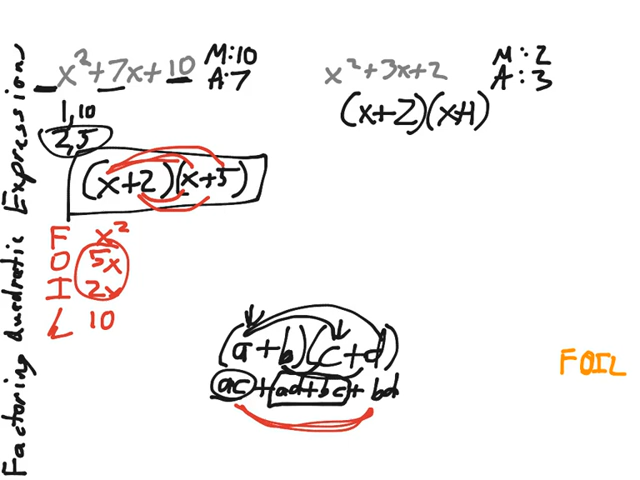 Factoring Quadratic Expressions
x²+7x+10
M:10
A:7
1,10
2,5
(x+2)(x+5)
F x²
O 5x
I 2x
L 10
x²+3x+2
M:2
A:3
(x+2)(x+1)
(a+b)(c+d)
ac+ad+bc+bd
FOIL